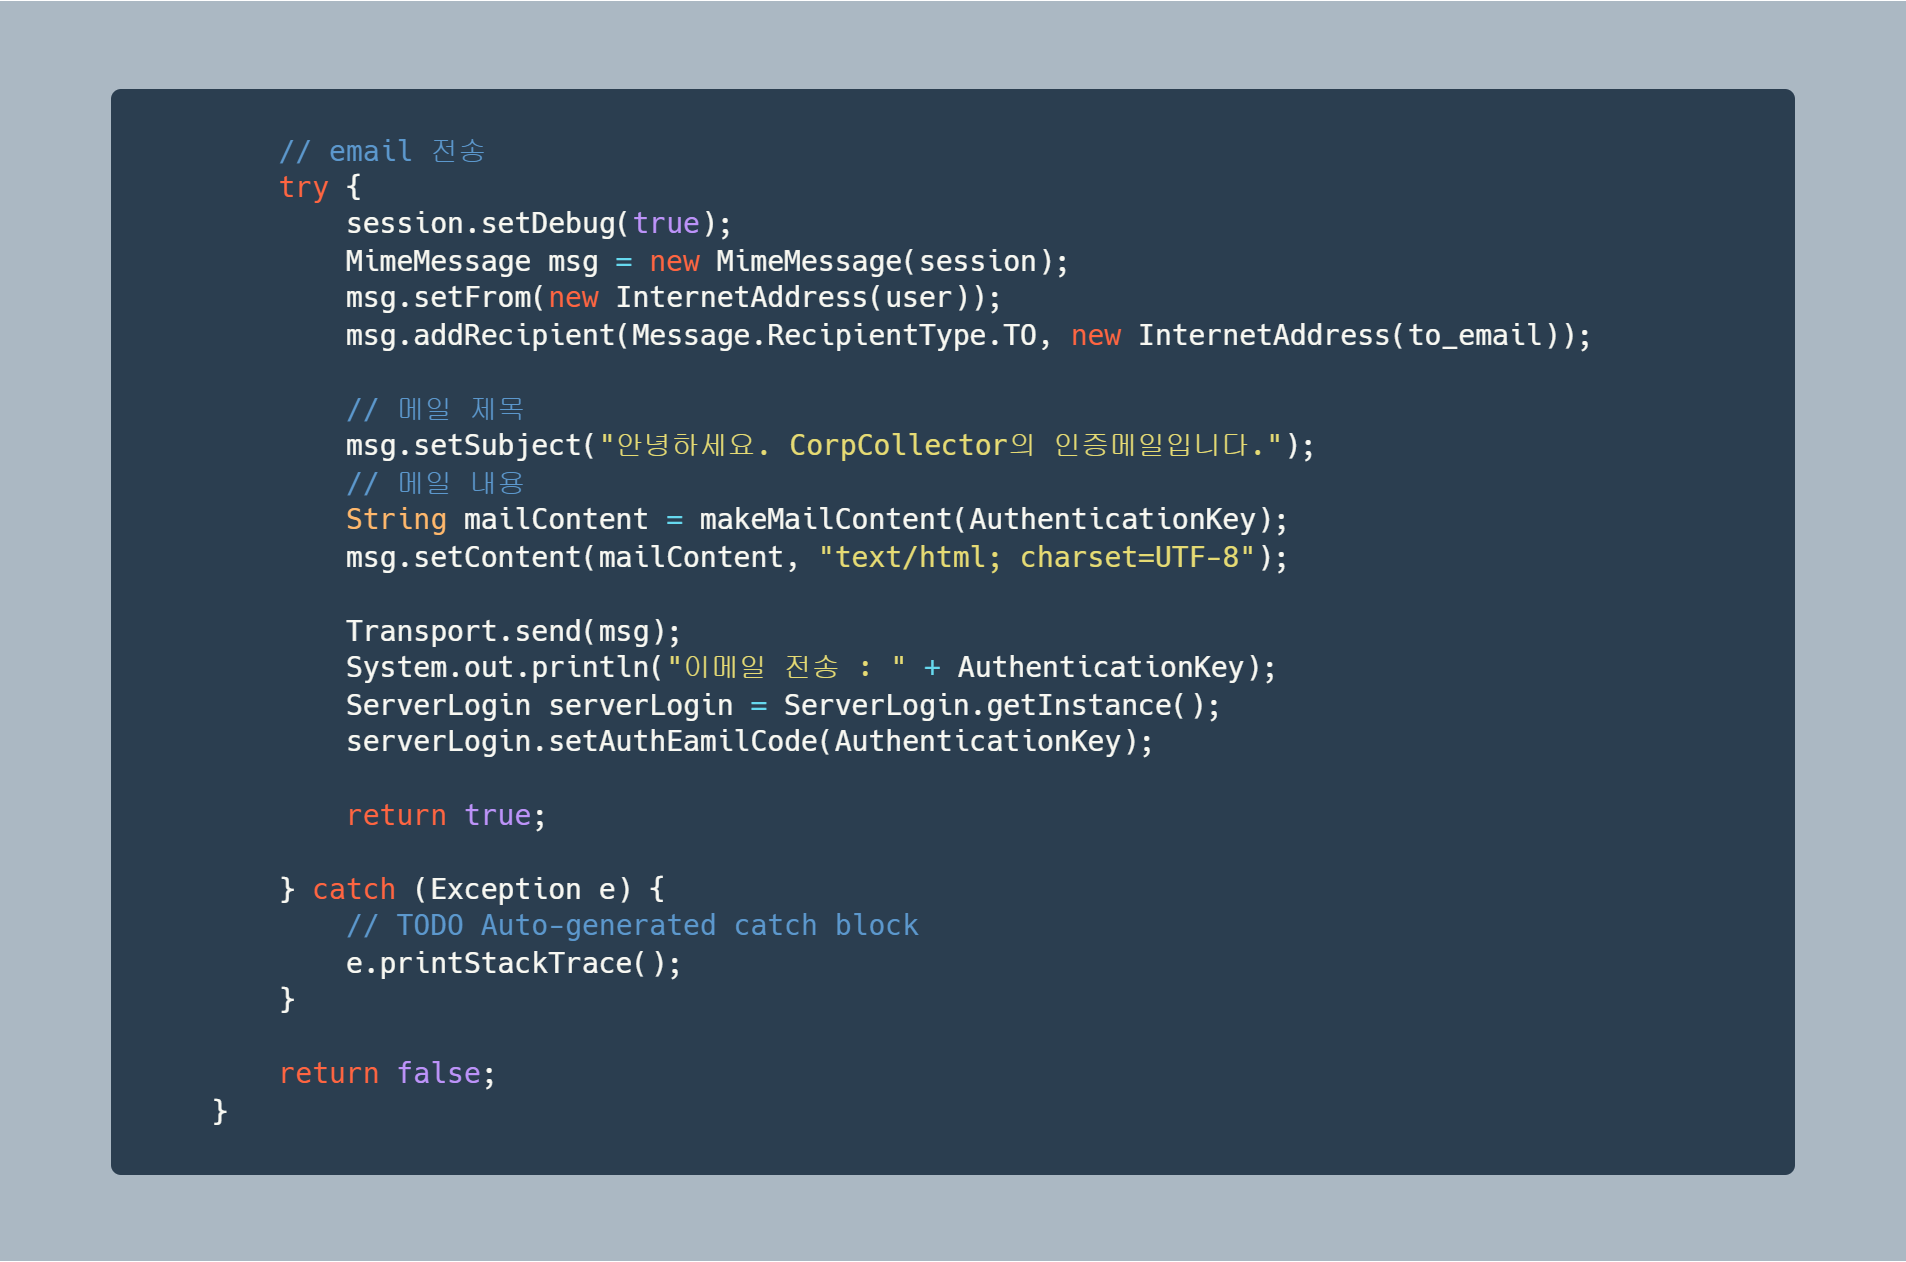 // email 전송
try {
session.setDebug(true);
MimeMessage msg = new MimeMessage(session);
msg.setFrom(new InternetAddress(user));
msg.addRecipient(Message.RecipientType.TO, new InternetAddress(to_email));
// 메일 제목
msg.setSubject("안녕하세요. CorpCollector의 인증메일입니다.");
// 메일 내용
String mailContent = makeMailContent(AuthenticationKey);
msg.setContent(mailContent, "text/html; charset=UTF-8");
Transport.send(msg);
System.out.println("이메일 전송 : " + AuthenticationKey);
ServerLogin serverLogin = ServerLogin.getInstance();
serverLogin.setAuthEamilCode(AuthenticationKey);
return true;
} catch (Exception e) {
// TODO Auto-generated catch block
e.printStackTrace();
}
return false;
}